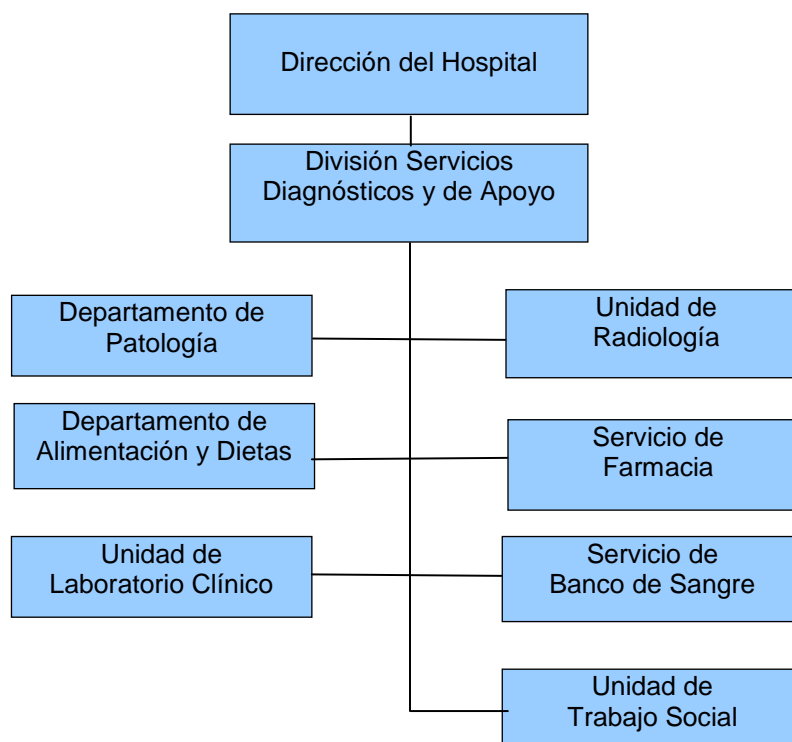 Dirección del Hospital
División Servicios
Diagnósticos y de Apoyo
Departamento de
Patología
Unidad de
Radiología
Departamento de
Alimentación y Dietas
Servicio de
Farmacia
Unidad de
Laboratorio Clínico
Servicio de
Banco de Sangre
Unidad de
Trabajo Social